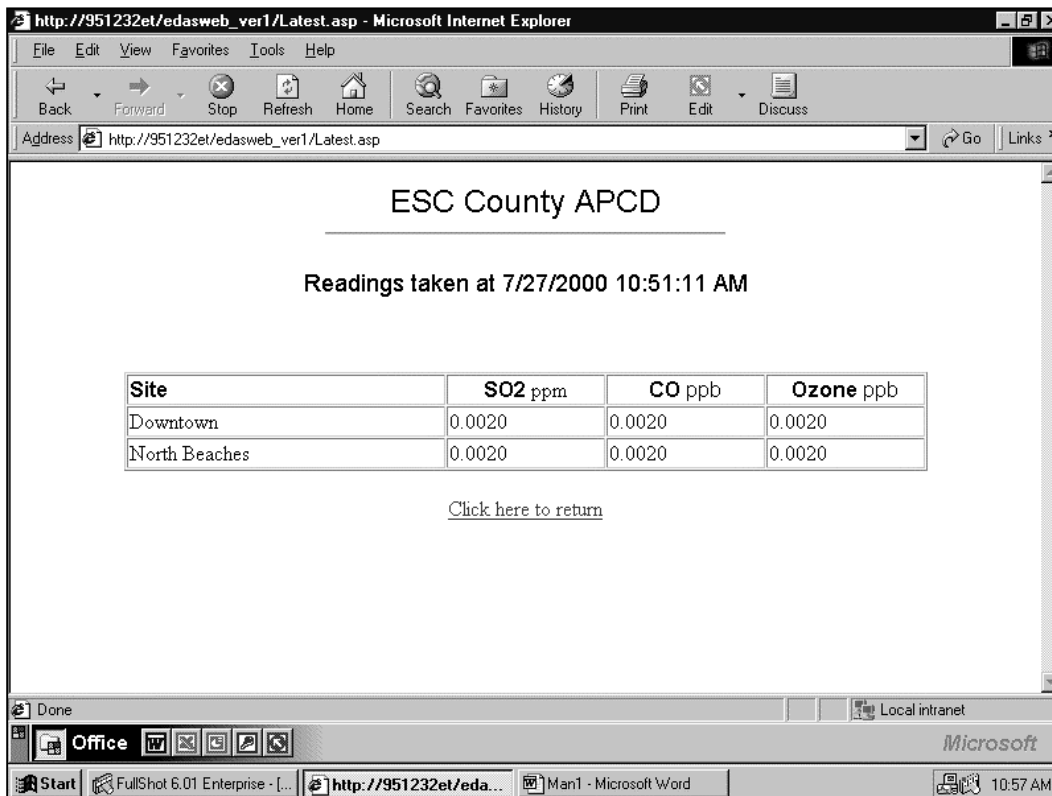 http://951232et/edasweb_ver1/Latest.asp - Microsoft Internet Explorer
File Edit View Favorites Tools Help
Back Forward Stop Refresh Home Search Favorites History Print Edit Discuss
Address http://951232et/edasweb_ver1/Latest.asp Go Links
ESC County APCD
Readings taken at 7/27/2000 10:51:11 AM
Site SO2 ppm CO ppb Ozone ppb
Downtown 0.0020 0.0020 0.0020
North Beaches 0.0020 0.0020 0.0020
Click here to return
Done Local intranet
Office Microsoft
Start FullShot 6.01 Enterprise - [... http://951232et/eda... Man1 - Microsoft Word 10:57 AM